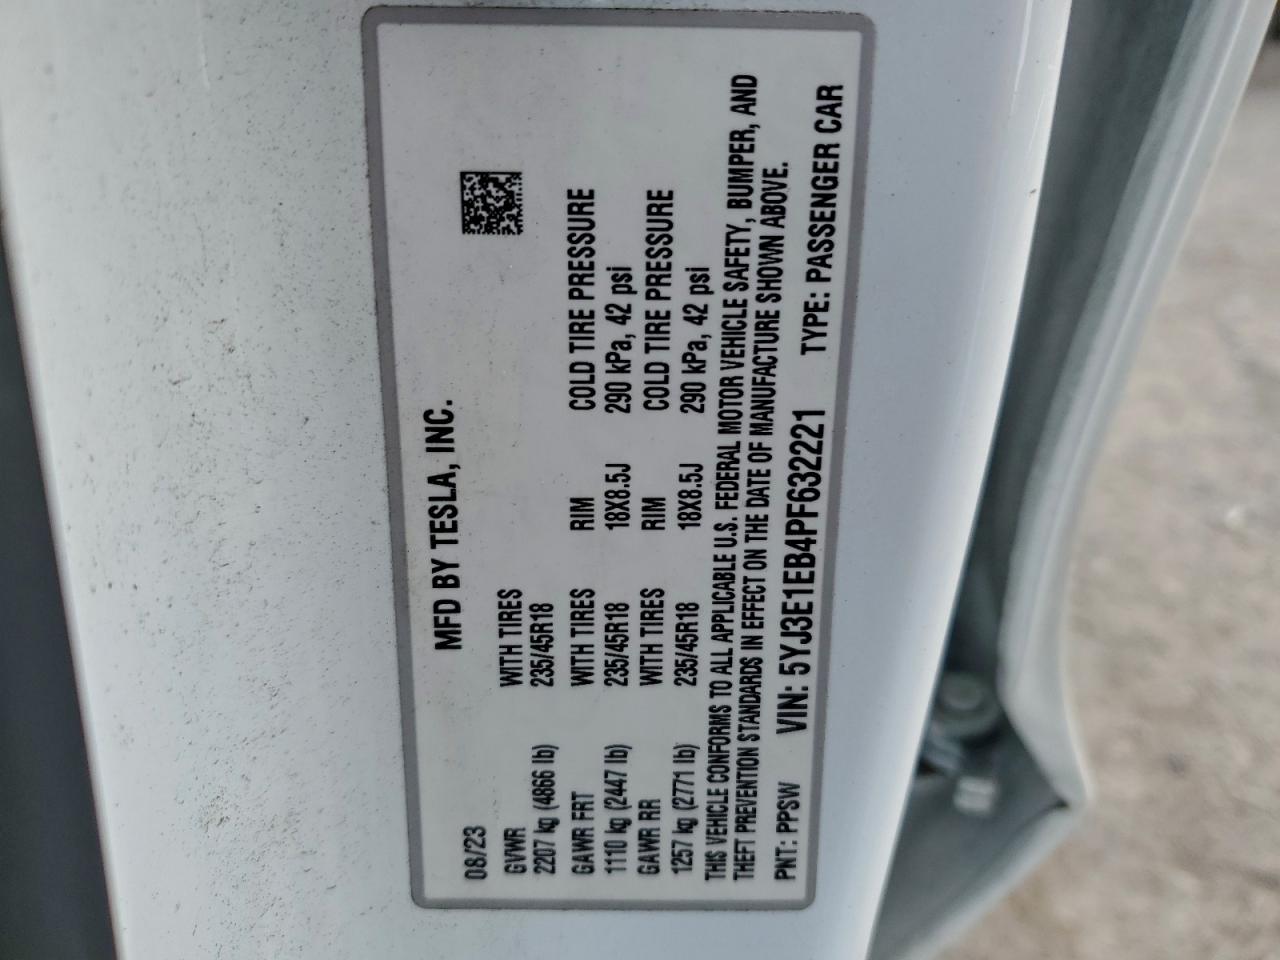 MFD BY TESLA, INC.
08/23
GVWR WITH TIRES
2207 kg (4866 lb) 235/45R18
GAWR FRT WITH TIRES RIM COLD TIRE PRESSURE
1110 kg (2447 lb) 235/45R18 18X8.5J 290 kPa, 42 psi
GAWR RR WITH TIRES RIM COLD TIRE PRESSURE
1257 kg (2771 lb) 235/45R18 18X8.5J 290 kPa, 42 psi
THIS VEHICLE CONFORMS TO ALL APPLICABLE U.S. FEDERAL MOTOR VEHICLE SAFETY, BUMPER, AND
THEFT PREVENTION STANDARDS IN EFFECT ON THE DATE OF MANUFACTURE SHOWN ABOVE.
PNT: PPSW VIN: 5YJ3E1EB4PF632221 TYPE: PASSENGER CAR